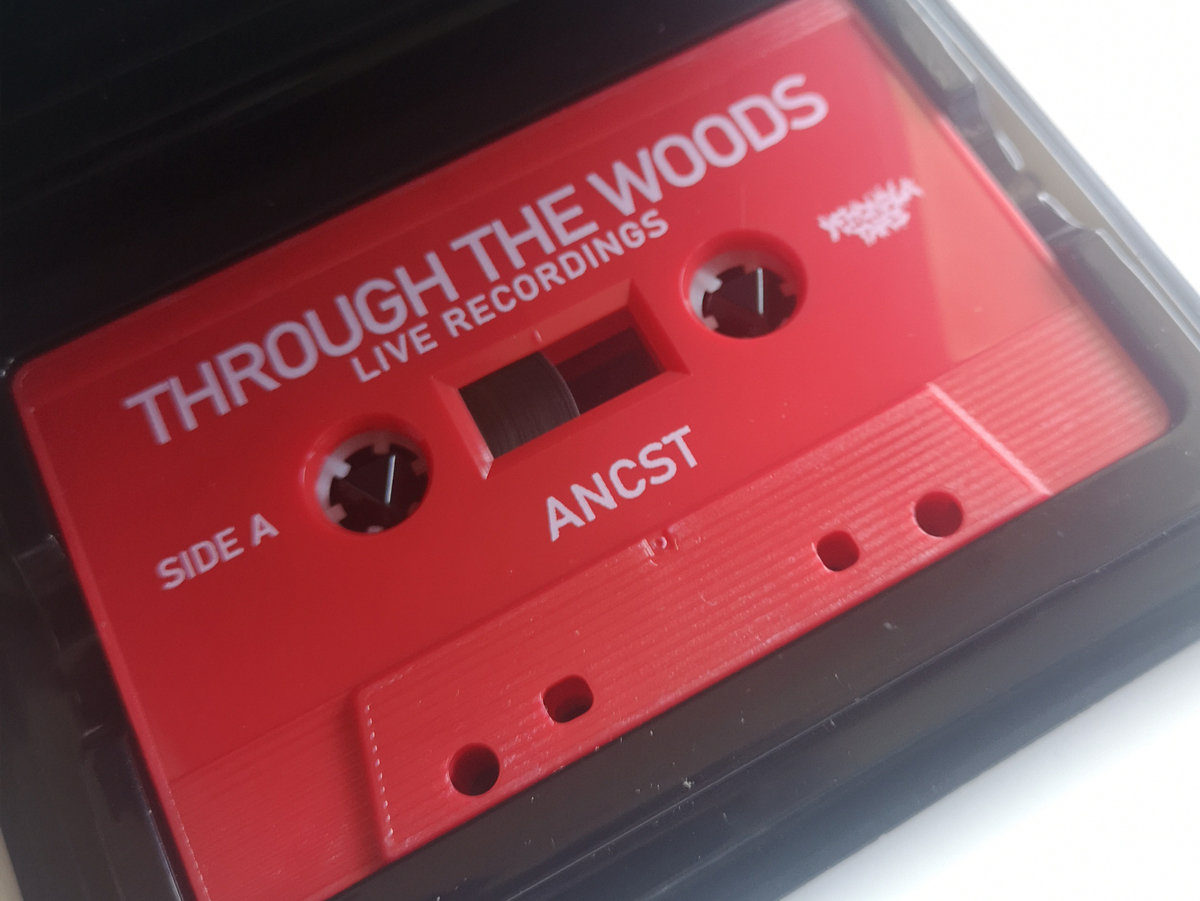 THROUGH THE WOODS
LIVE RECORDINGS
SIDE A
ANCST